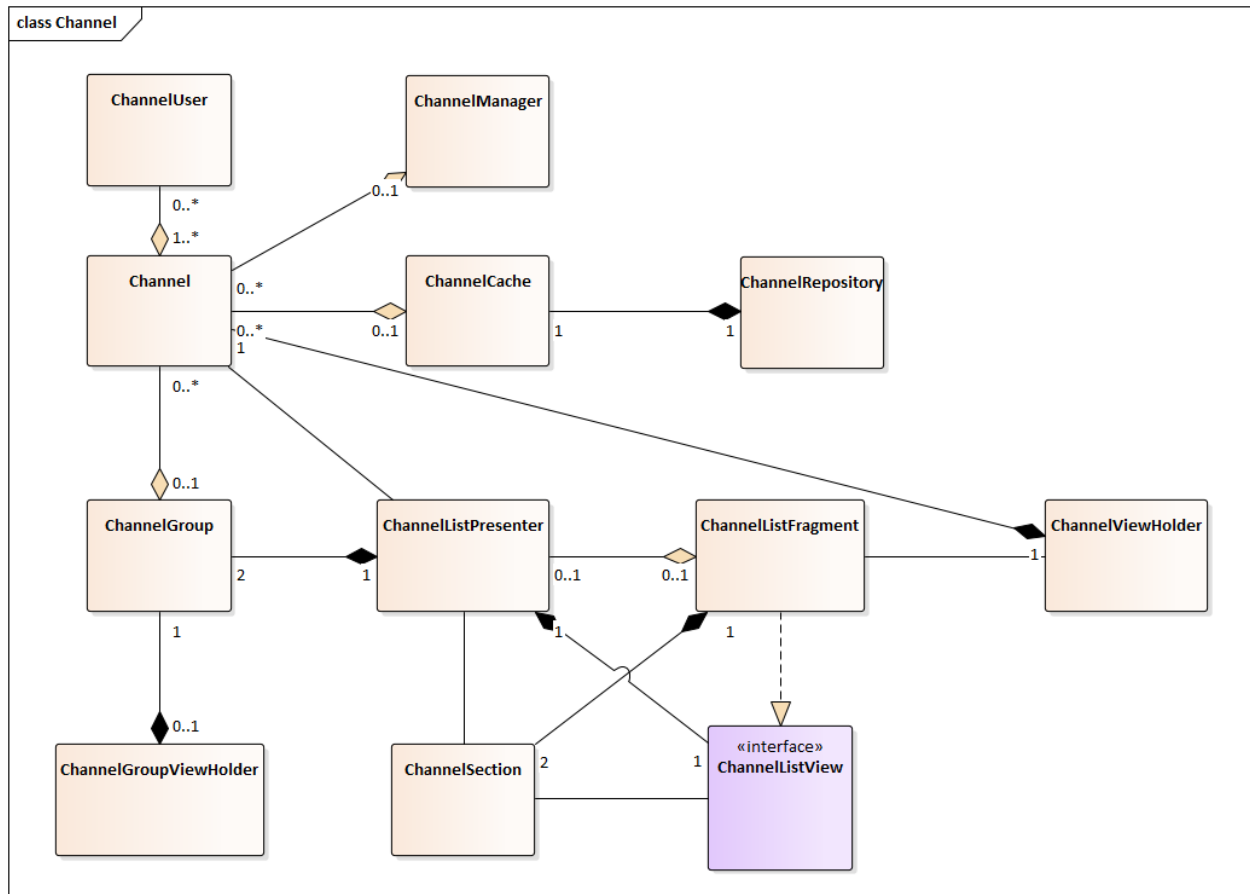 class Channel
ChannelUser
ChannelManager
0..*
0..1
1..*
Channel
ChannelCache
ChannelRepository
0..*
0..*
0..1
1
1
1
0..*
0..1
ChannelGroup
ChannelListPresenter
ChannelListFragment
ChannelViewHolder
2
1
0..1
0..1
1
1
1
1
0..1
ChannelGroupViewHolder
ChannelSection
2
1
«interface»
ChannelListView